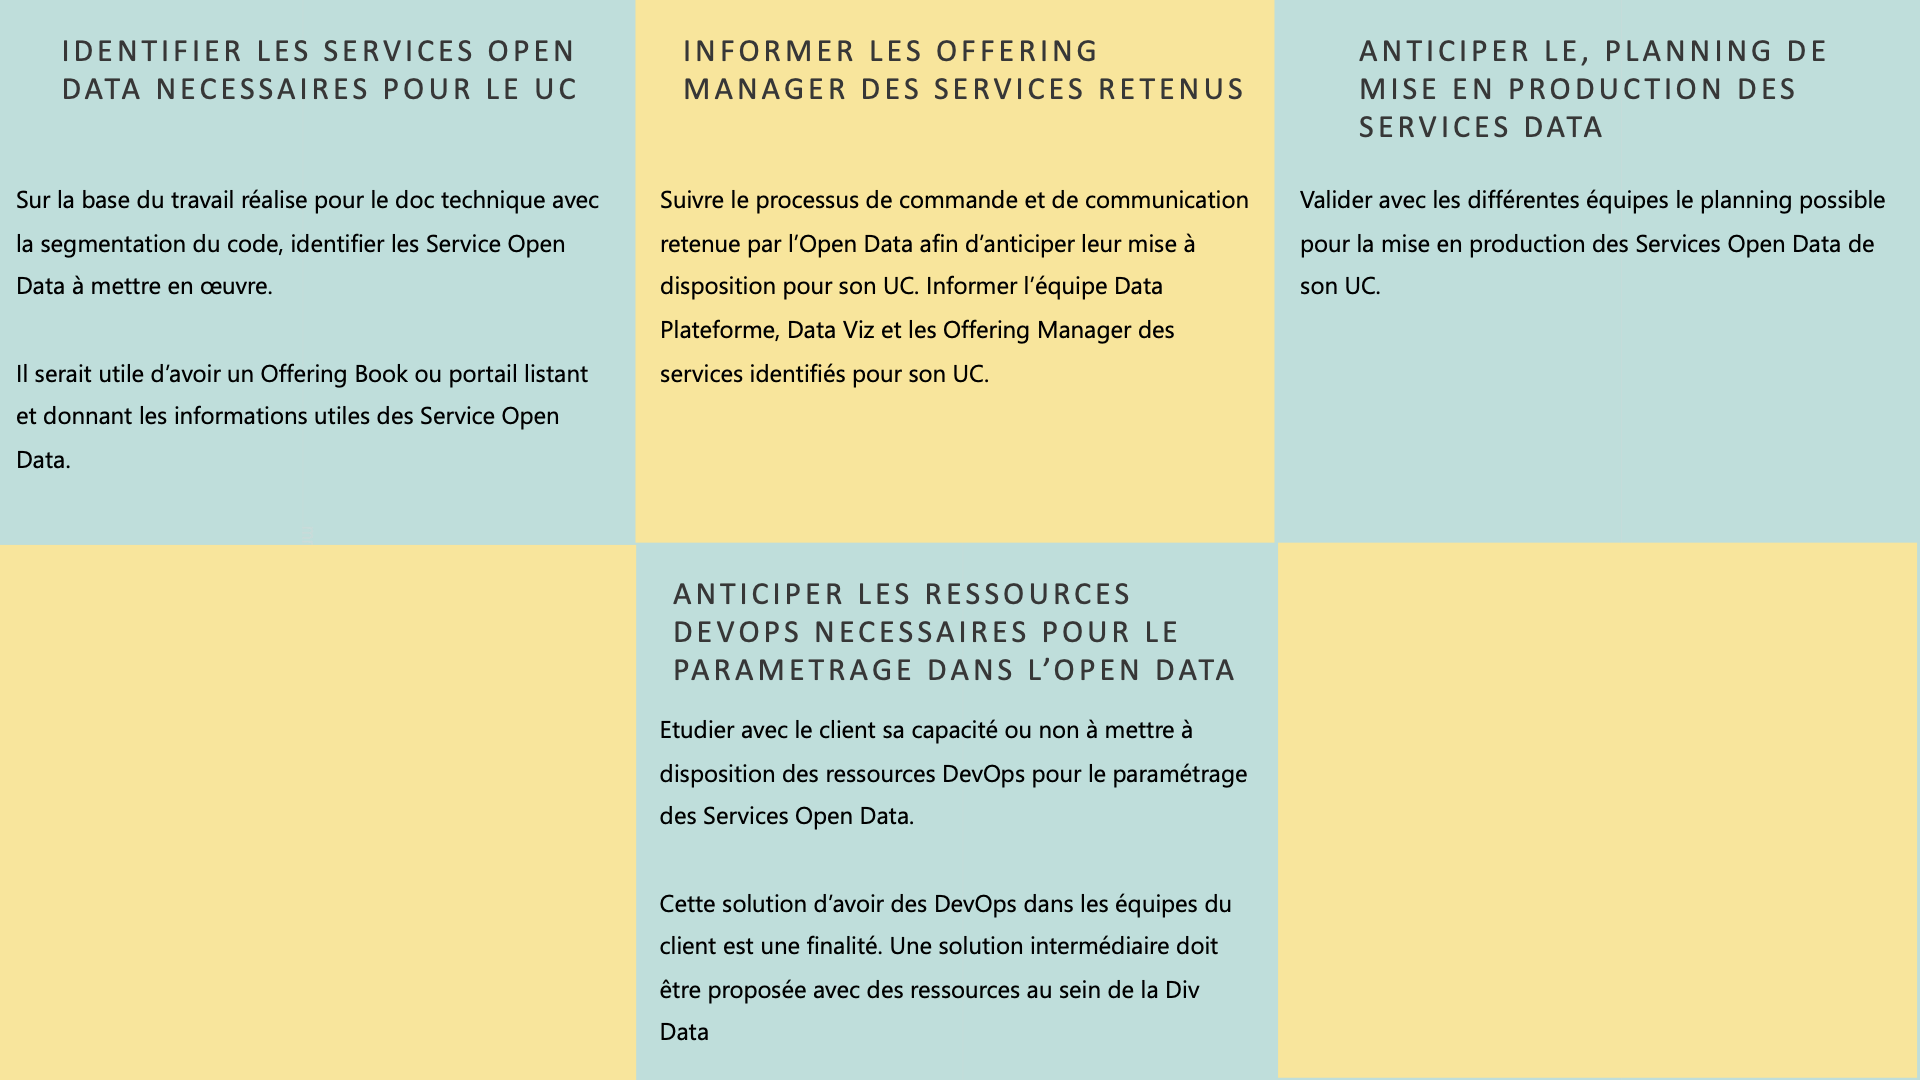 IDENTIFIER LES SERVICES OPEN
DATA NECESSAIRES POUR LE UC
Sur la base du travail réalise pour le doc technique avec
la segmentation du code, identifier les Service Open
Data à mettre en œuvre.
Il serait utile d’avoir un Offering Book ou portail listant
et donnant les informations utiles des Service Open
Data.
INFORMER LES OFFERING
MANAGER DES SERVICES RETENUS
Suivre le processus de commande et de communication
retenue par l’Open Data afin d’anticiper leur mise à
disposition pour son UC. Informer l’équipe Data
Plateforme, Data Viz et les Offering Manager des
services identifiés pour son UC.
ANTICIPER LE, PLANNING DE
MISE EN PRODUCTION DES
SERVICES DATA
Valider avec les différentes équipes le planning possible
pour la mise en production des Services Open Data de
son UC.
ANTICIPER LES RESSOURCES
DEVOPS NECESSAIRES POUR LE
PARAMETRAGE DANS L’OPEN DATA
Etudier avec le client sa capacité ou non à mettre à
disposition des ressources DevOps pour le paramétrage
des Services Open Data.
Cette solution d’avoir des DevOps dans les équipes du
client est une finalité. Une solution intermédiaire doit
être proposée avec des ressources au sein de la Div
Data